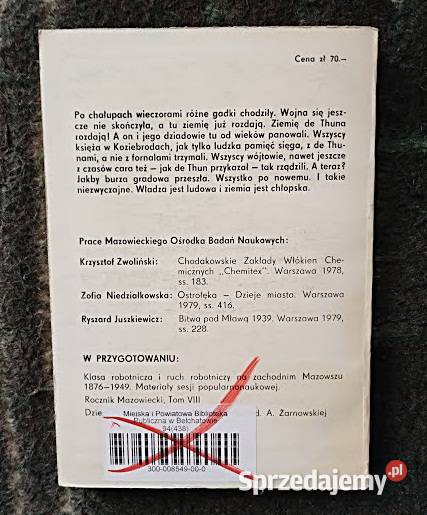 Cena zł 70.—
Po chałupach wieczorami różne gadki chodziły. Wojna się jesz-
cze nie skończyła, a tu ziemię już rozdają. Ziemię de Thuna
rozdają! A on i jego dziadowie tu od wieków panowali. Wszyscy
księża w Koziebrodach, jak tylko ludzka pamięć sięga, z de Thu-
nami, a nie z fornalami trzymali. Wszyscy wójtowie, nawet jeszcze
z czasów cara też — jak de Thun przykazał — tak rządzili. A teraz?
Jakby burza gradowa przeszła. Wszystko po nowemu. I takie
niezwyczajne. Władza jest ludowa i ziemia jest chłopska.
Prace Mazowieckiego Ośrodka Badań Naukowych:
Krzysztof Zwoliński: Chodakowskie Zakłady Włókien Che-
micznych „Chemitex". Warszawa 1978,
ss. 183.
Zofia Niedziałkowska: Ostrołęka — Dzieje miasta. Warszawa
1979, ss. 416.
Ryszard Juszkiewicz: Bitwa pod Mławą 1939. Warszawa 1979,
ss. 228.
W PRZYGOTOWANIU:
Klasa robotnicza i ruch robotniczy na zachodnim Mazowszu
1876—1949. Materiały sesji popularnonaukowej.
Rocznik Mazowiecki, Tom VIII
Dzie d. A. Żarnowskiej
Miejska i Powiatowa Biblioteka
Publiczna w Bełchatowie
94(438)
300-008549-00-0
Sprzedajemy.pl